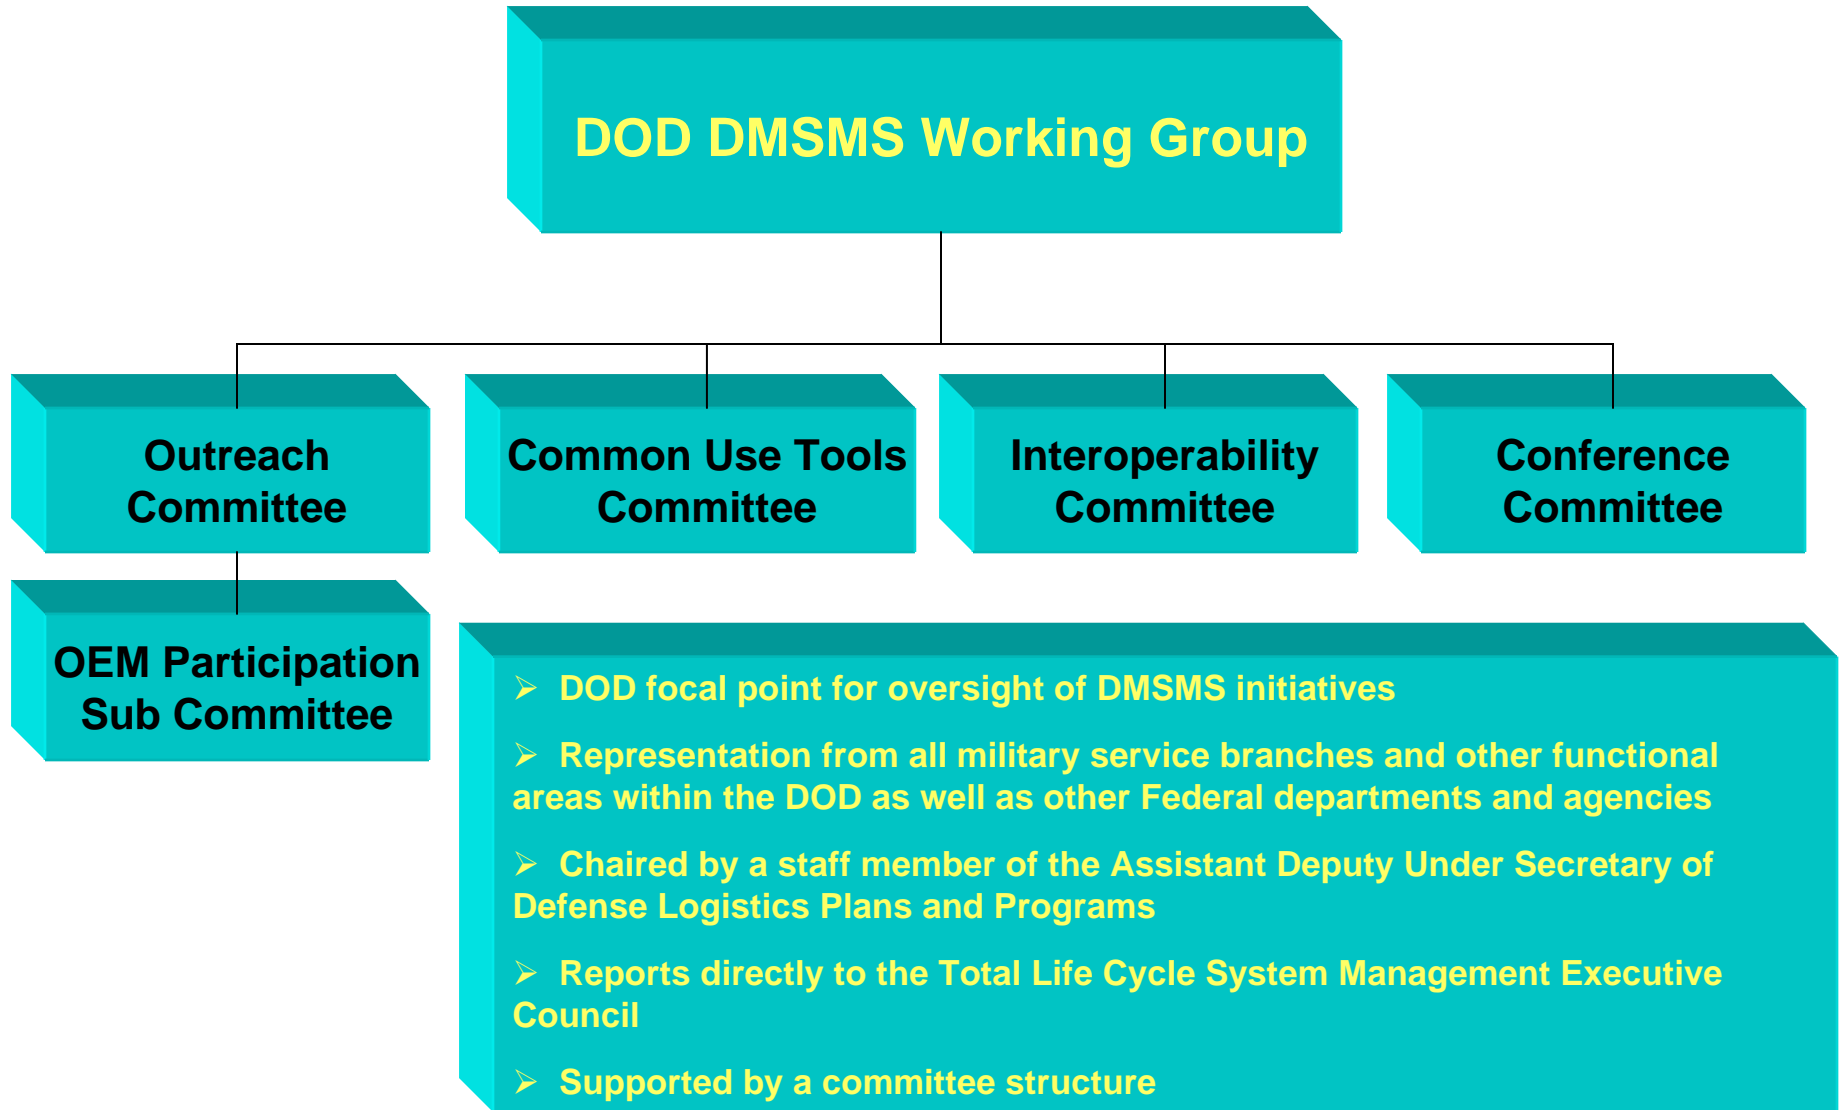 DOD DMSMS Working Group
Outreach
Committee
Common Use Tools
Committee
Interoperability
Committee
Conference
Committee
OEM Participation
Sub Committee
➢ DOD focal point for oversight of DMSMS initiatives
➢ Representation from all military service branches and other functional
areas within the DOD as well as other Federal departments and agencies
➢ Chaired by a staff member of the Assistant Deputy Under Secretary of
Defense Logistics Plans and Programs
➢ Reports directly to the Total Life Cycle System Management Executive
Council
➢ Supported by a committee structure